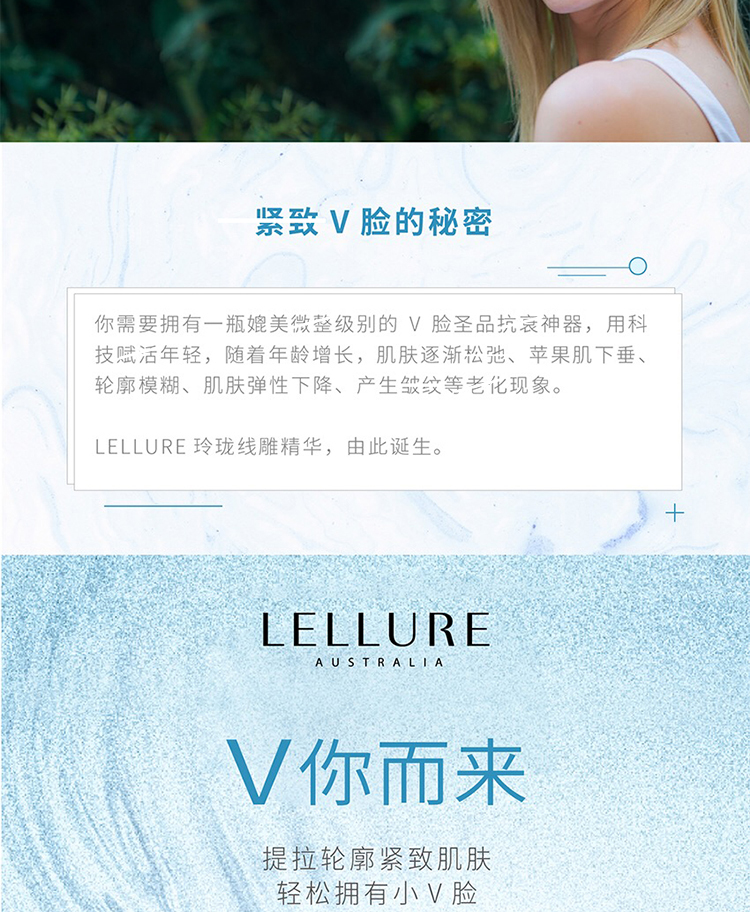 紧致 V 脸的秘密
你需要拥有一瓶媲美微整级别的 V 脸圣品抗衰神器，用科
技赋活年轻，随着年龄增长，肌肤逐渐松弛、苹果肌下垂、
轮廓模糊、肌肤弹性下降、产生皱纹等老化现象。
LELLURE 玲珑线雕精华，由此诞生。
LELLURE
AUSTRALIA
V你而来
提拉轮廓紧致肌肤
轻松拥有小 V 脸